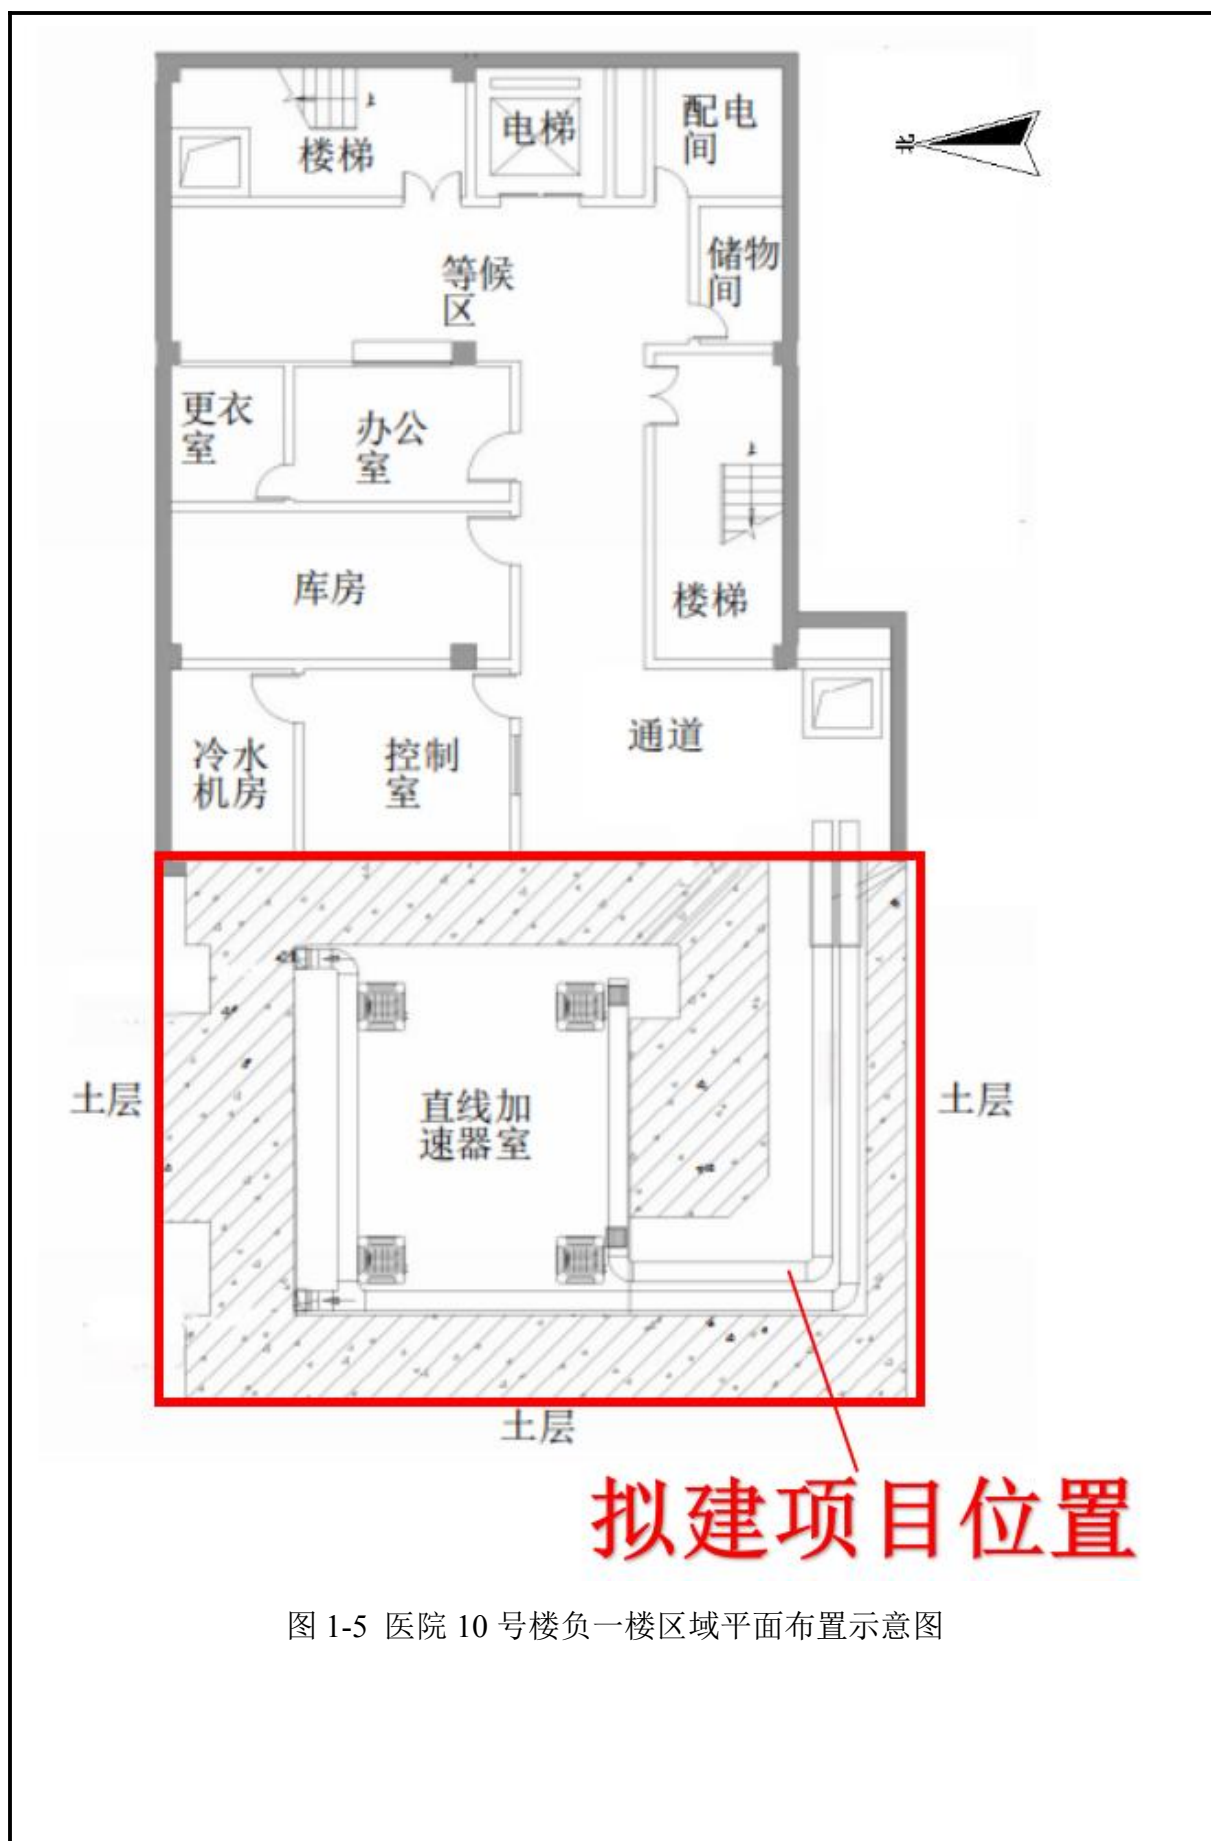 楼梯
电梯
配电
间
北
等候
区
储物
间
更衣
室
办公
室
库房
楼梯
冷水
机房
控制
室
通道
直线加
速器室
土层
土层
土层
拟建项目位置
图 1-5 医院 10 号楼负一楼区域平面布置示意图